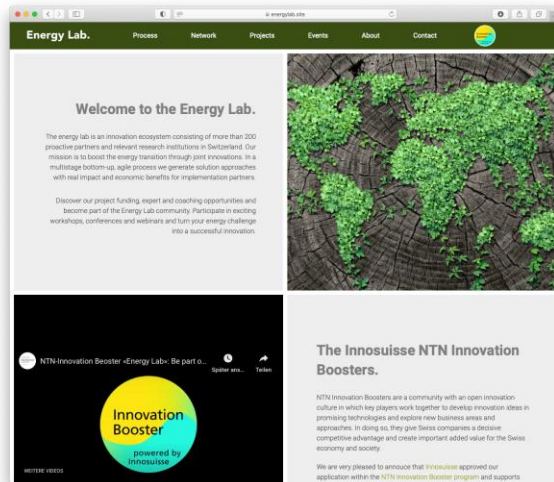 energylab.site
Energy Lab.
Process Network Projects Events About Contact
Welcome to the Energy Lab.
The energy lab is an innovation ecosystem consisting of more than 200
proactive partners and relevant research institutions in Switzerland. Our
mission is to boost the energy transition through joint innovations. In a
multistage bottom-up, agile process we generate solution approaches
with real impact and economic benefits for implementation partners.
Discover our project funding, expert and coaching opportunities and
become part of the Energy Lab community. Participate in exciting
workshops, conferences and webinars and turn your energy challenge
into a successful innovation.
NTN-Innovation Booster «Energy Lab»: Be part o...
Später ans...
Teilen
Innovation
Booster
powered by
Innosuisse
WEITERE VIDEOS
The Innosuisse NTN Innovation
Boosters.
NTN Innovation Boosters are a community with an open innovation
culture in which key players work together to develop innovation ideas in
promising technologies and explore new business areas and
approaches. In doing so, they give Swiss companies a decisive
competitive advantage and create important added value for the Swiss
economy and society.
We are very pleased to annouce that Innosuisse approved our
application within the NTN Innovation Booster program and supports